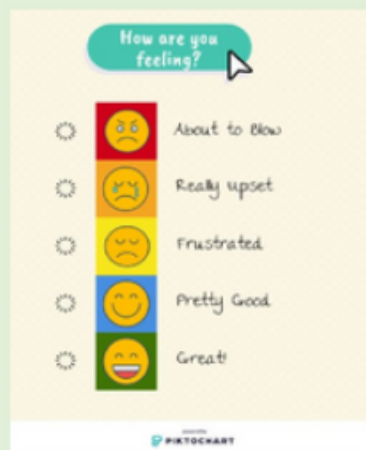 How are you
feeling?
About to Blow
Really upset
Frustrated
Pretty Good
Great!
PIKTOCHART